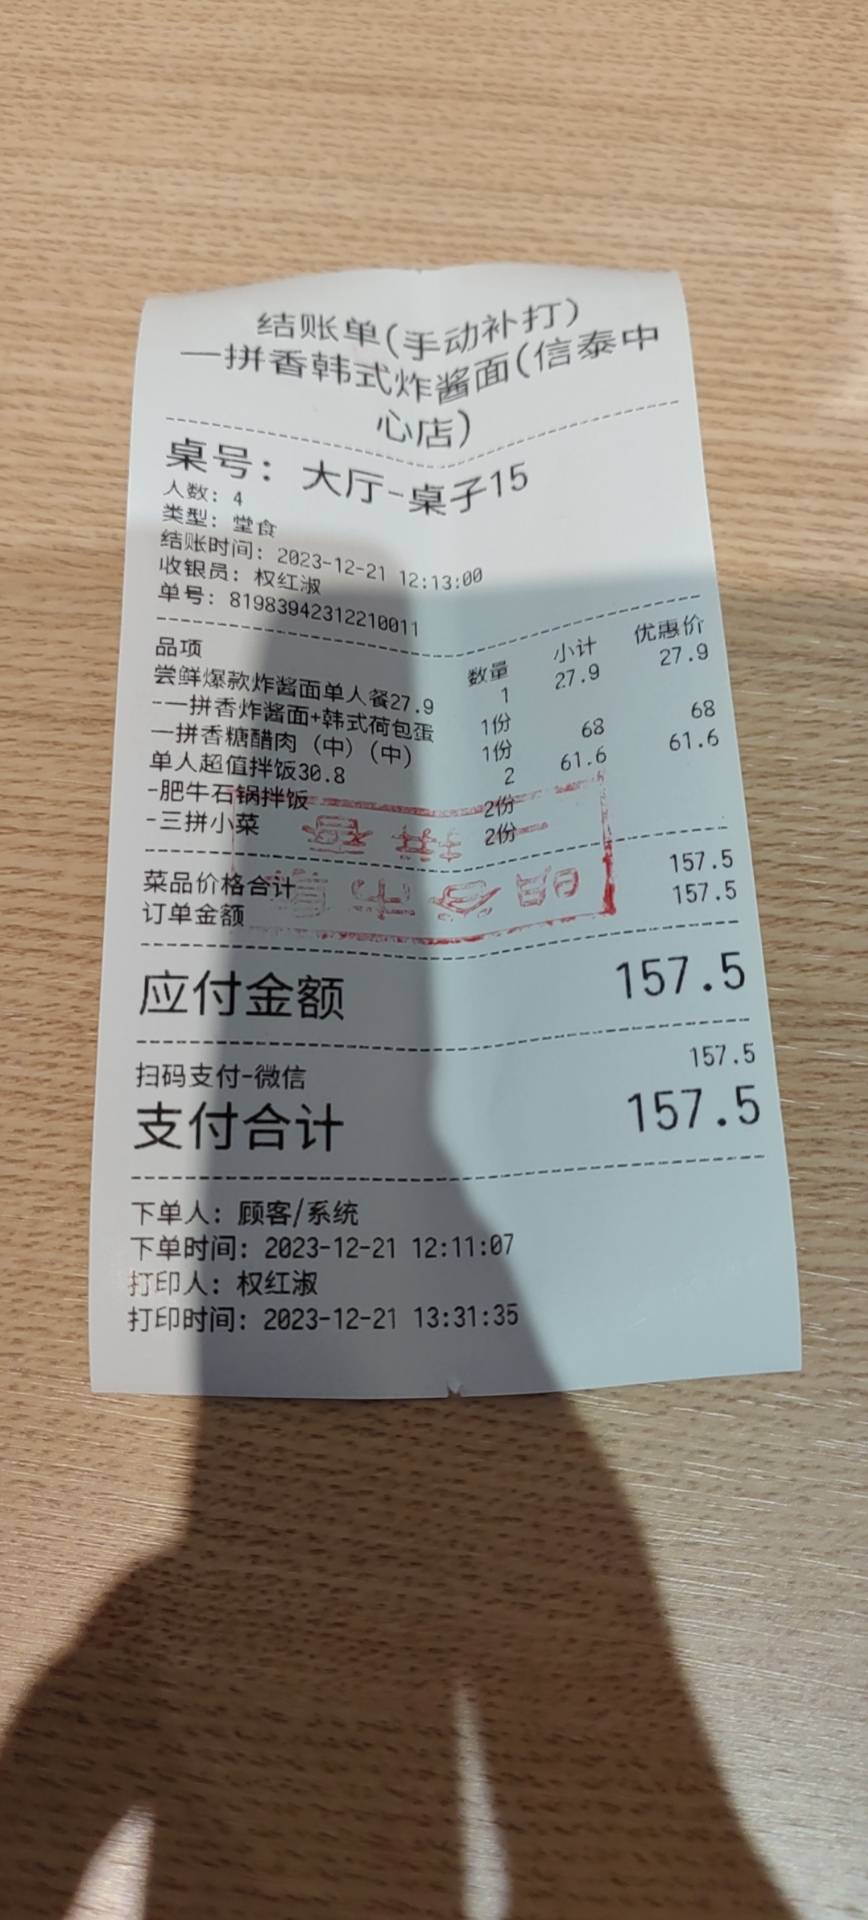 结账单(手动补打)
一拼香韩式炸酱面(信泰中
心店)
桌号: 大厅-桌子15
人数: 4
类型: 堂食
结账时间: 2023-12-21 12:13:00
收银员: 权红淑
单号: 81983942312210011
品项 数量 小计 优惠价
尝鲜爆款炸酱面单人餐27.9 1 27.9 27.9
-一拼香炸酱面+韩式荷包蛋 1份
一拼香糖醋肉 (中) (中) 1份 68 68
单人超值拌饭30.8 2 61.6 61.6
-肥牛石锅拌饭 2份
-三拼小菜 2份
菜品价格合计 157.5
订单金额 157.5
应付金额 157.5
扫码支付-微信 157.5
支付合计 157.5
下单人: 顾客/系统
下单时间: 2023-12-21 12:11:07
打印人: 权红淑
打印时间: 2023-12-21 13:31:35